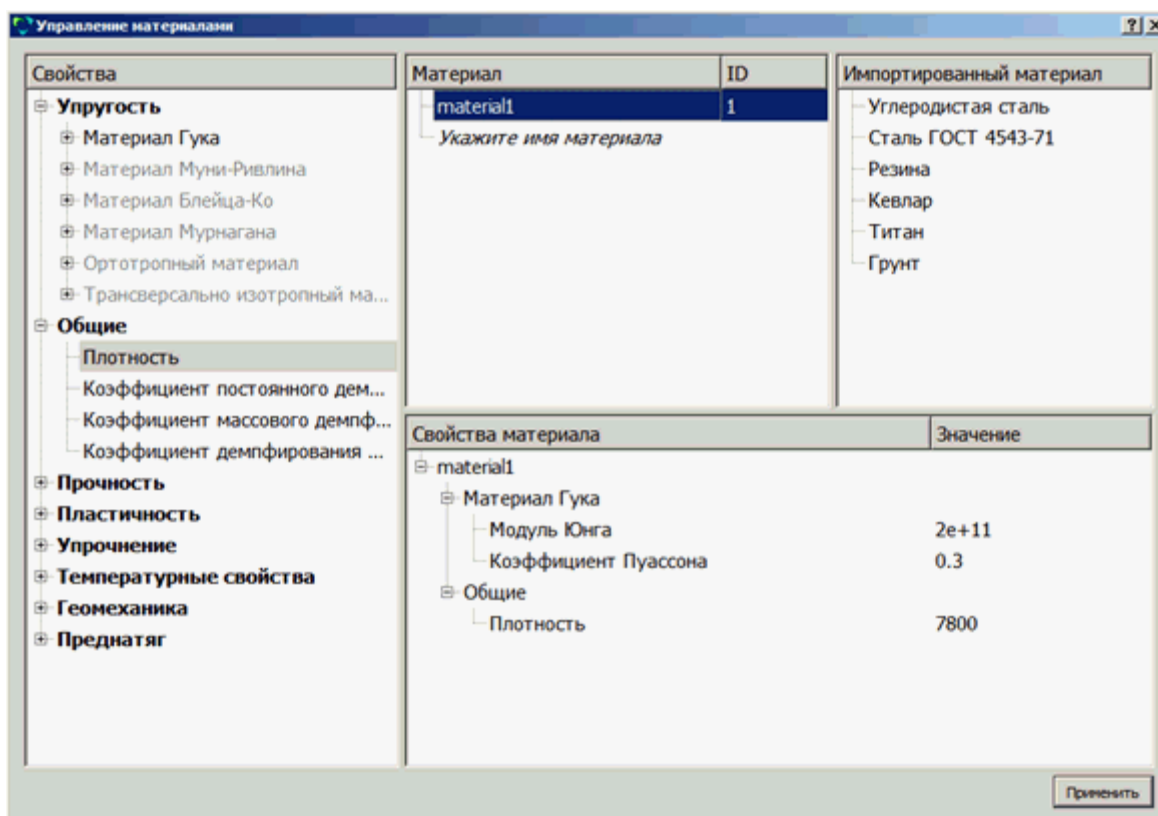 Управление материалами
Свойства
Упругость
Материал Гука
Материал Муни-Ривлина
Материал Блейца-Ко
Материал Мурнагана
Ортотропный материал
Трансверсально изотропный ма...
Общие
Плотность
Коэффициент постоянного дем...
Коэффициент массового демпф...
Коэффициент демпфирования ...
Прочность
Пластичность
Упрочнение
Температурные свойства
Геомеханика
Преднатяг
Материал ID
material1 1
Укажите имя материала
Импортированный материал
Углеродистая сталь
Сталь ГОСТ 4543-71
Резина
Кевлар
Титан
Грунт
Свойства материала Значение
material1
Материал Гука
Модуль Юнга 2e+11
Коэффициент Пуассона 0.3
Общие
Плотность 7800
Применить